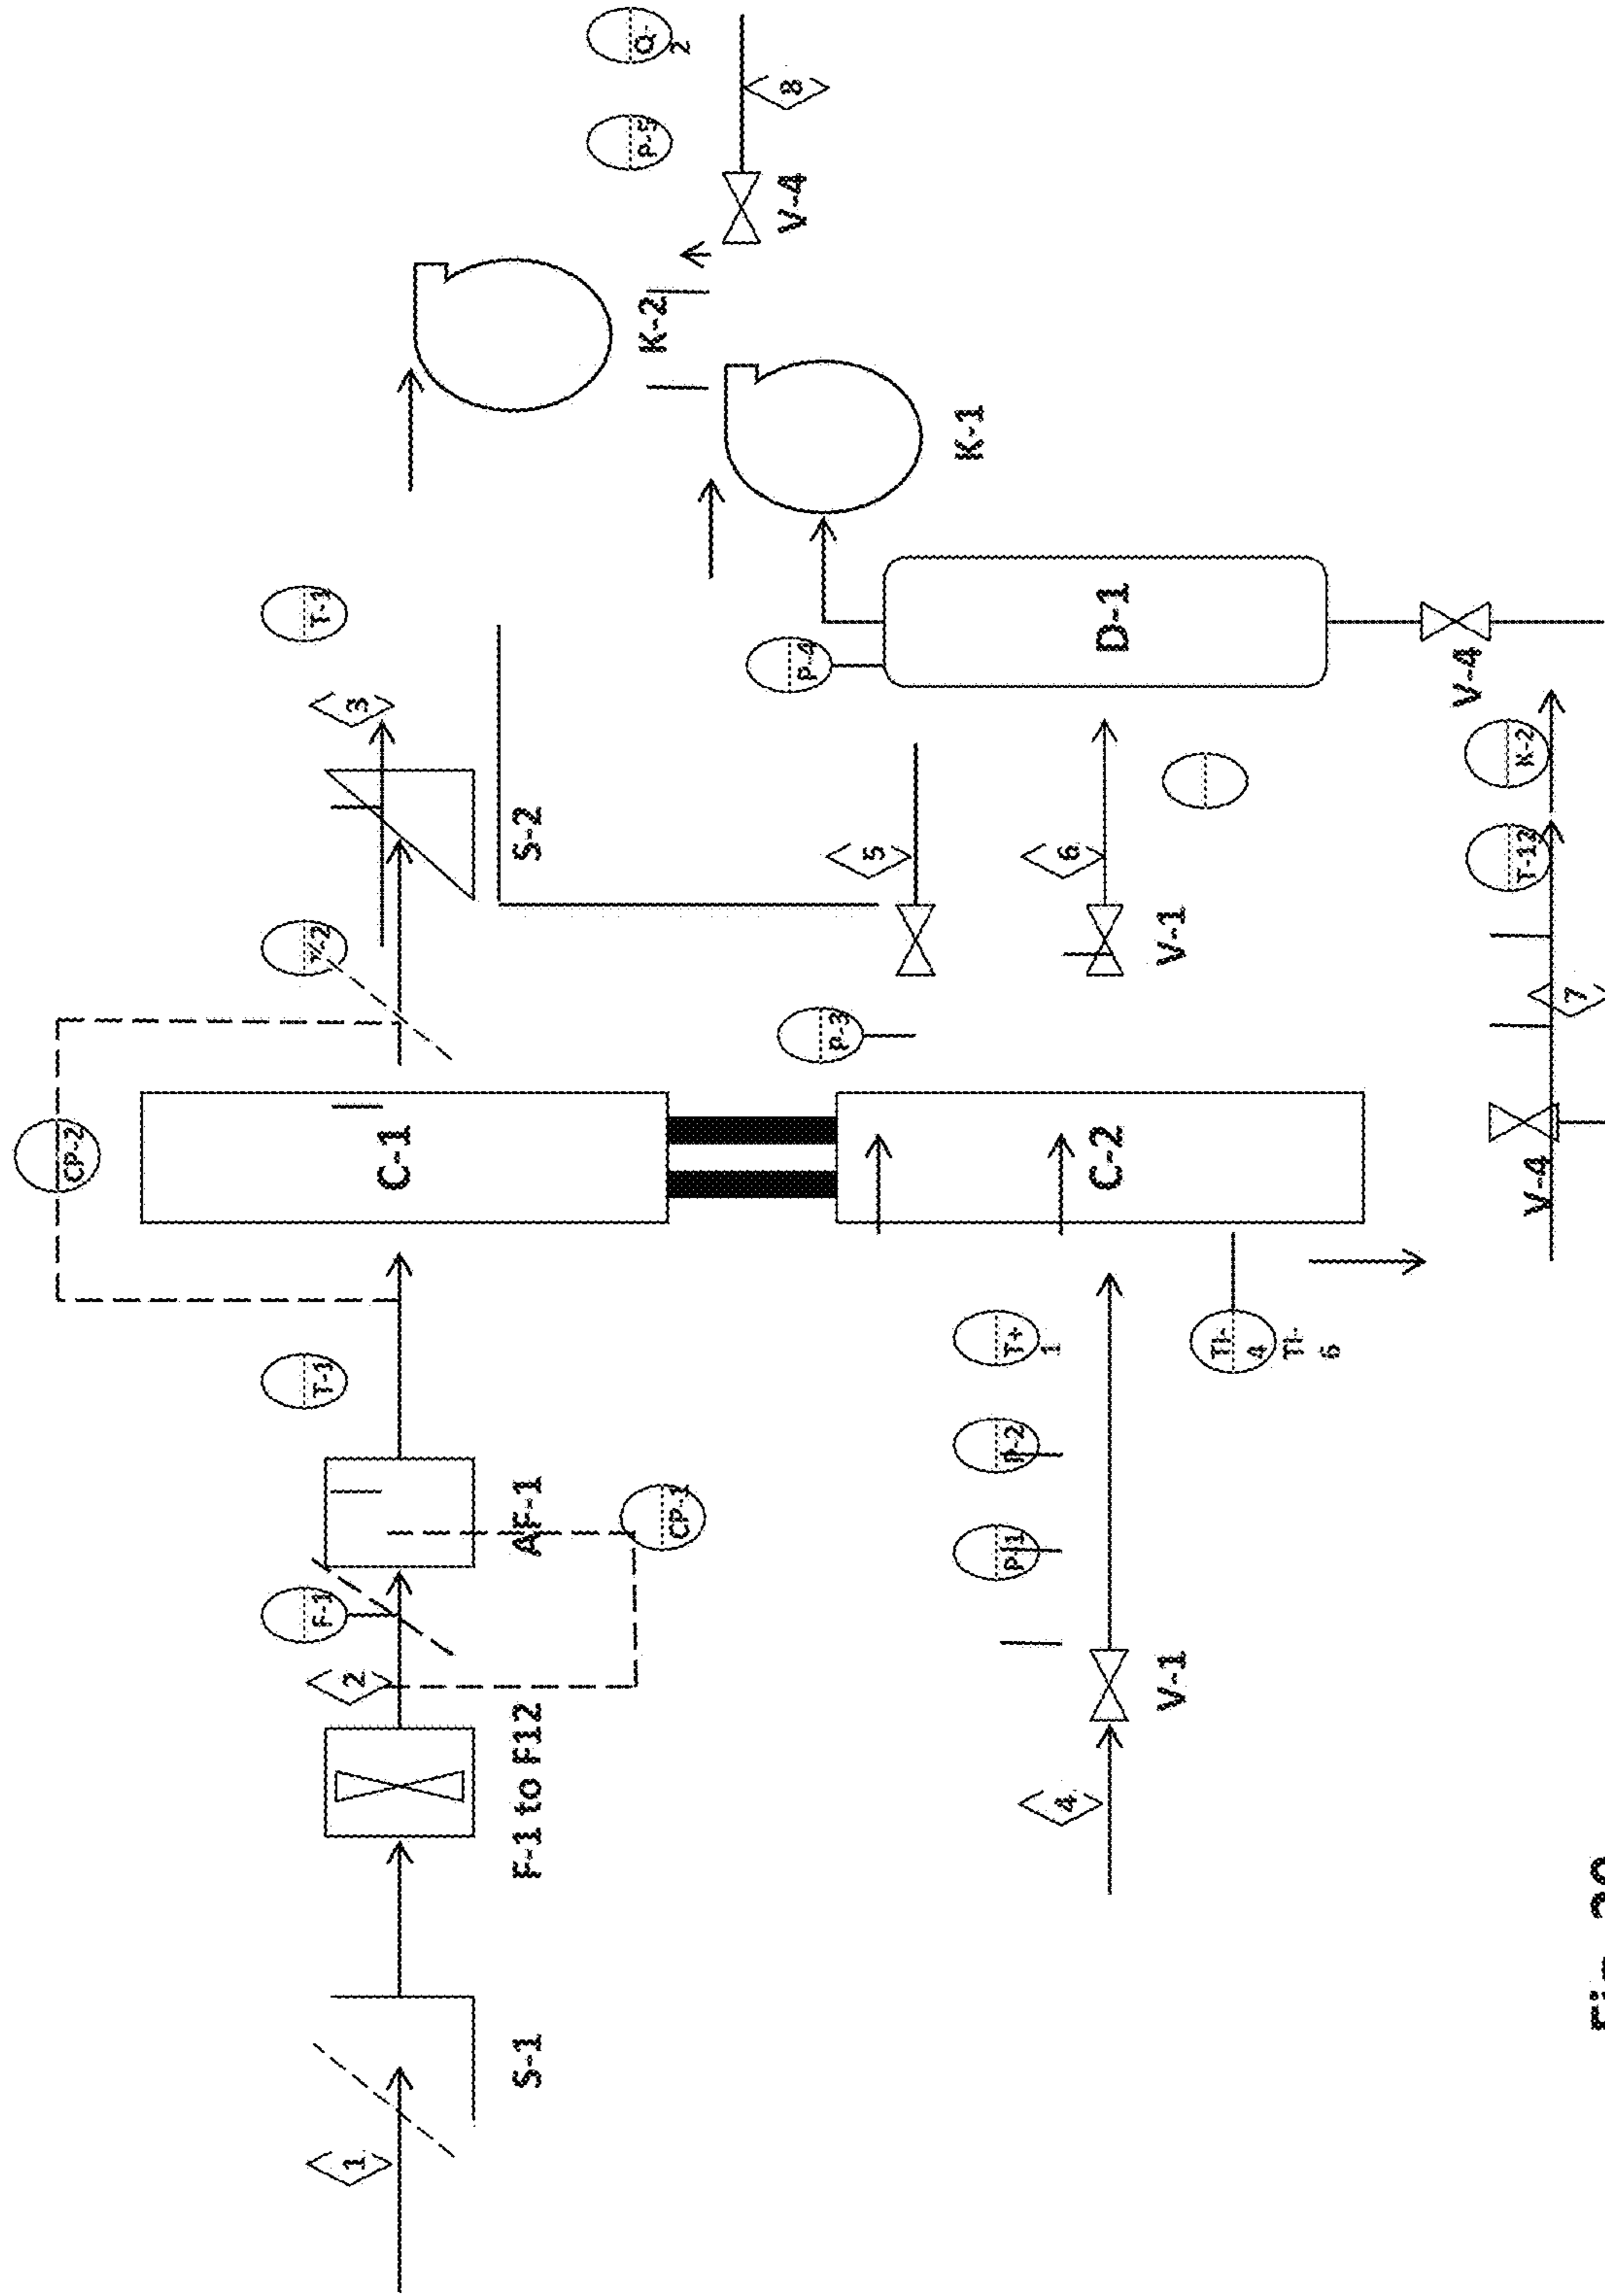 1
S-1
F-1 to F12
2
F-1
AF-1
CP-1
T-1
CP-2
C-1
S-2
3
T-1
K-2
Q-
2
P-5
8
V-4
K-1
4
V-1
P-1
P-2
T+
1
TI-
4
TI-
6
C-2
P-3
5
6
V-1
P-4
D-1
V-4
V-4
7
T-12
K-2